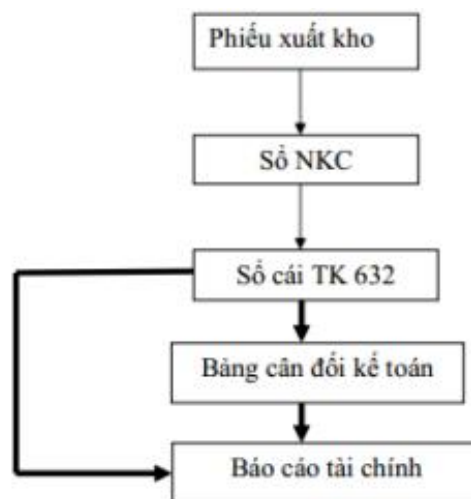 Phiếu xuất kho
Sổ NKC
Sổ cái TK 632
Bảng cân đối kế toán
Báo cáo tài chính